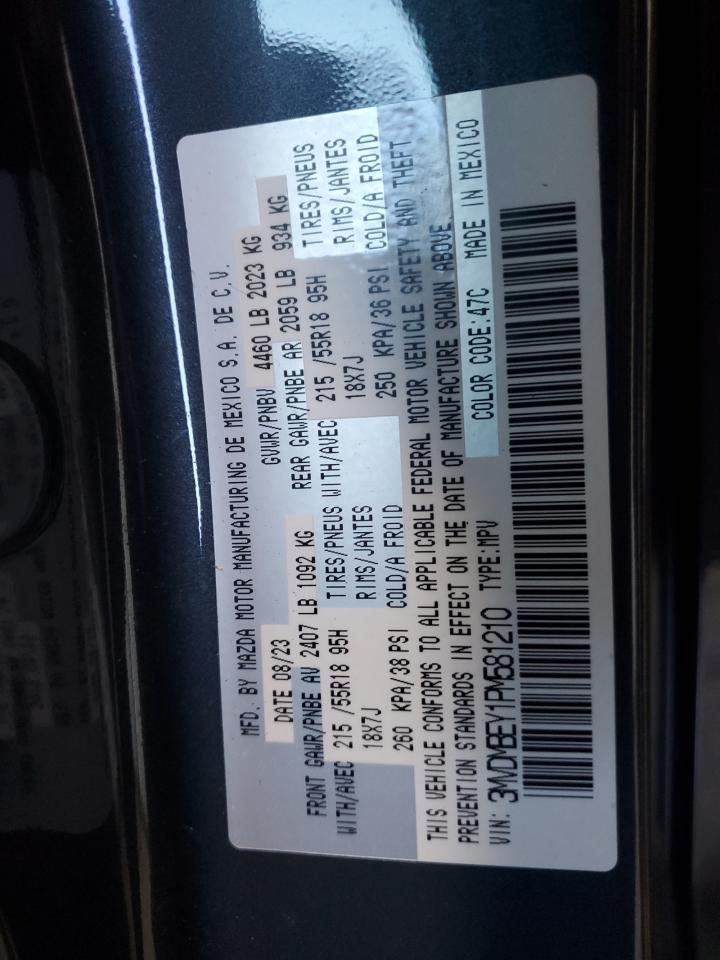 MFD. BY MAZDA MOTOR MANUFACTURING DE MEXICO S.A. DE C.V.
DATE 08/23 GVWR/PNBV 4460 LB 2023 KG
FRONT GAWR/PNBE AV 2407 LB 1092 KG REAR GAWR/PNBE AR 2059 LB 934 KG
WITH/AVEC 215 /55R18 95H TIRES/PNEUS WITH/AVEC 215 /55R18 95H TIRES/PNEUS
18X7J RIMS/JANTES 18X7J RIMS/JANTES
260 KPA/38 PSI COLD/A FROID 250 KPA/36 PSI COLD/A FROID
THIS VEHICLE CONFORMS TO ALL APPLICABLE FEDERAL MOTOR VEHICLE SAFETY AND THEFT
PREVENTION STANDARDS IN EFFECT ON THE DATE OF MANUFACTURE SHOWN ABOVE
VIN: 3MVDMBEY1PM581210 TYPE:MPV COLOR CODE:47C MADE IN MEXICO